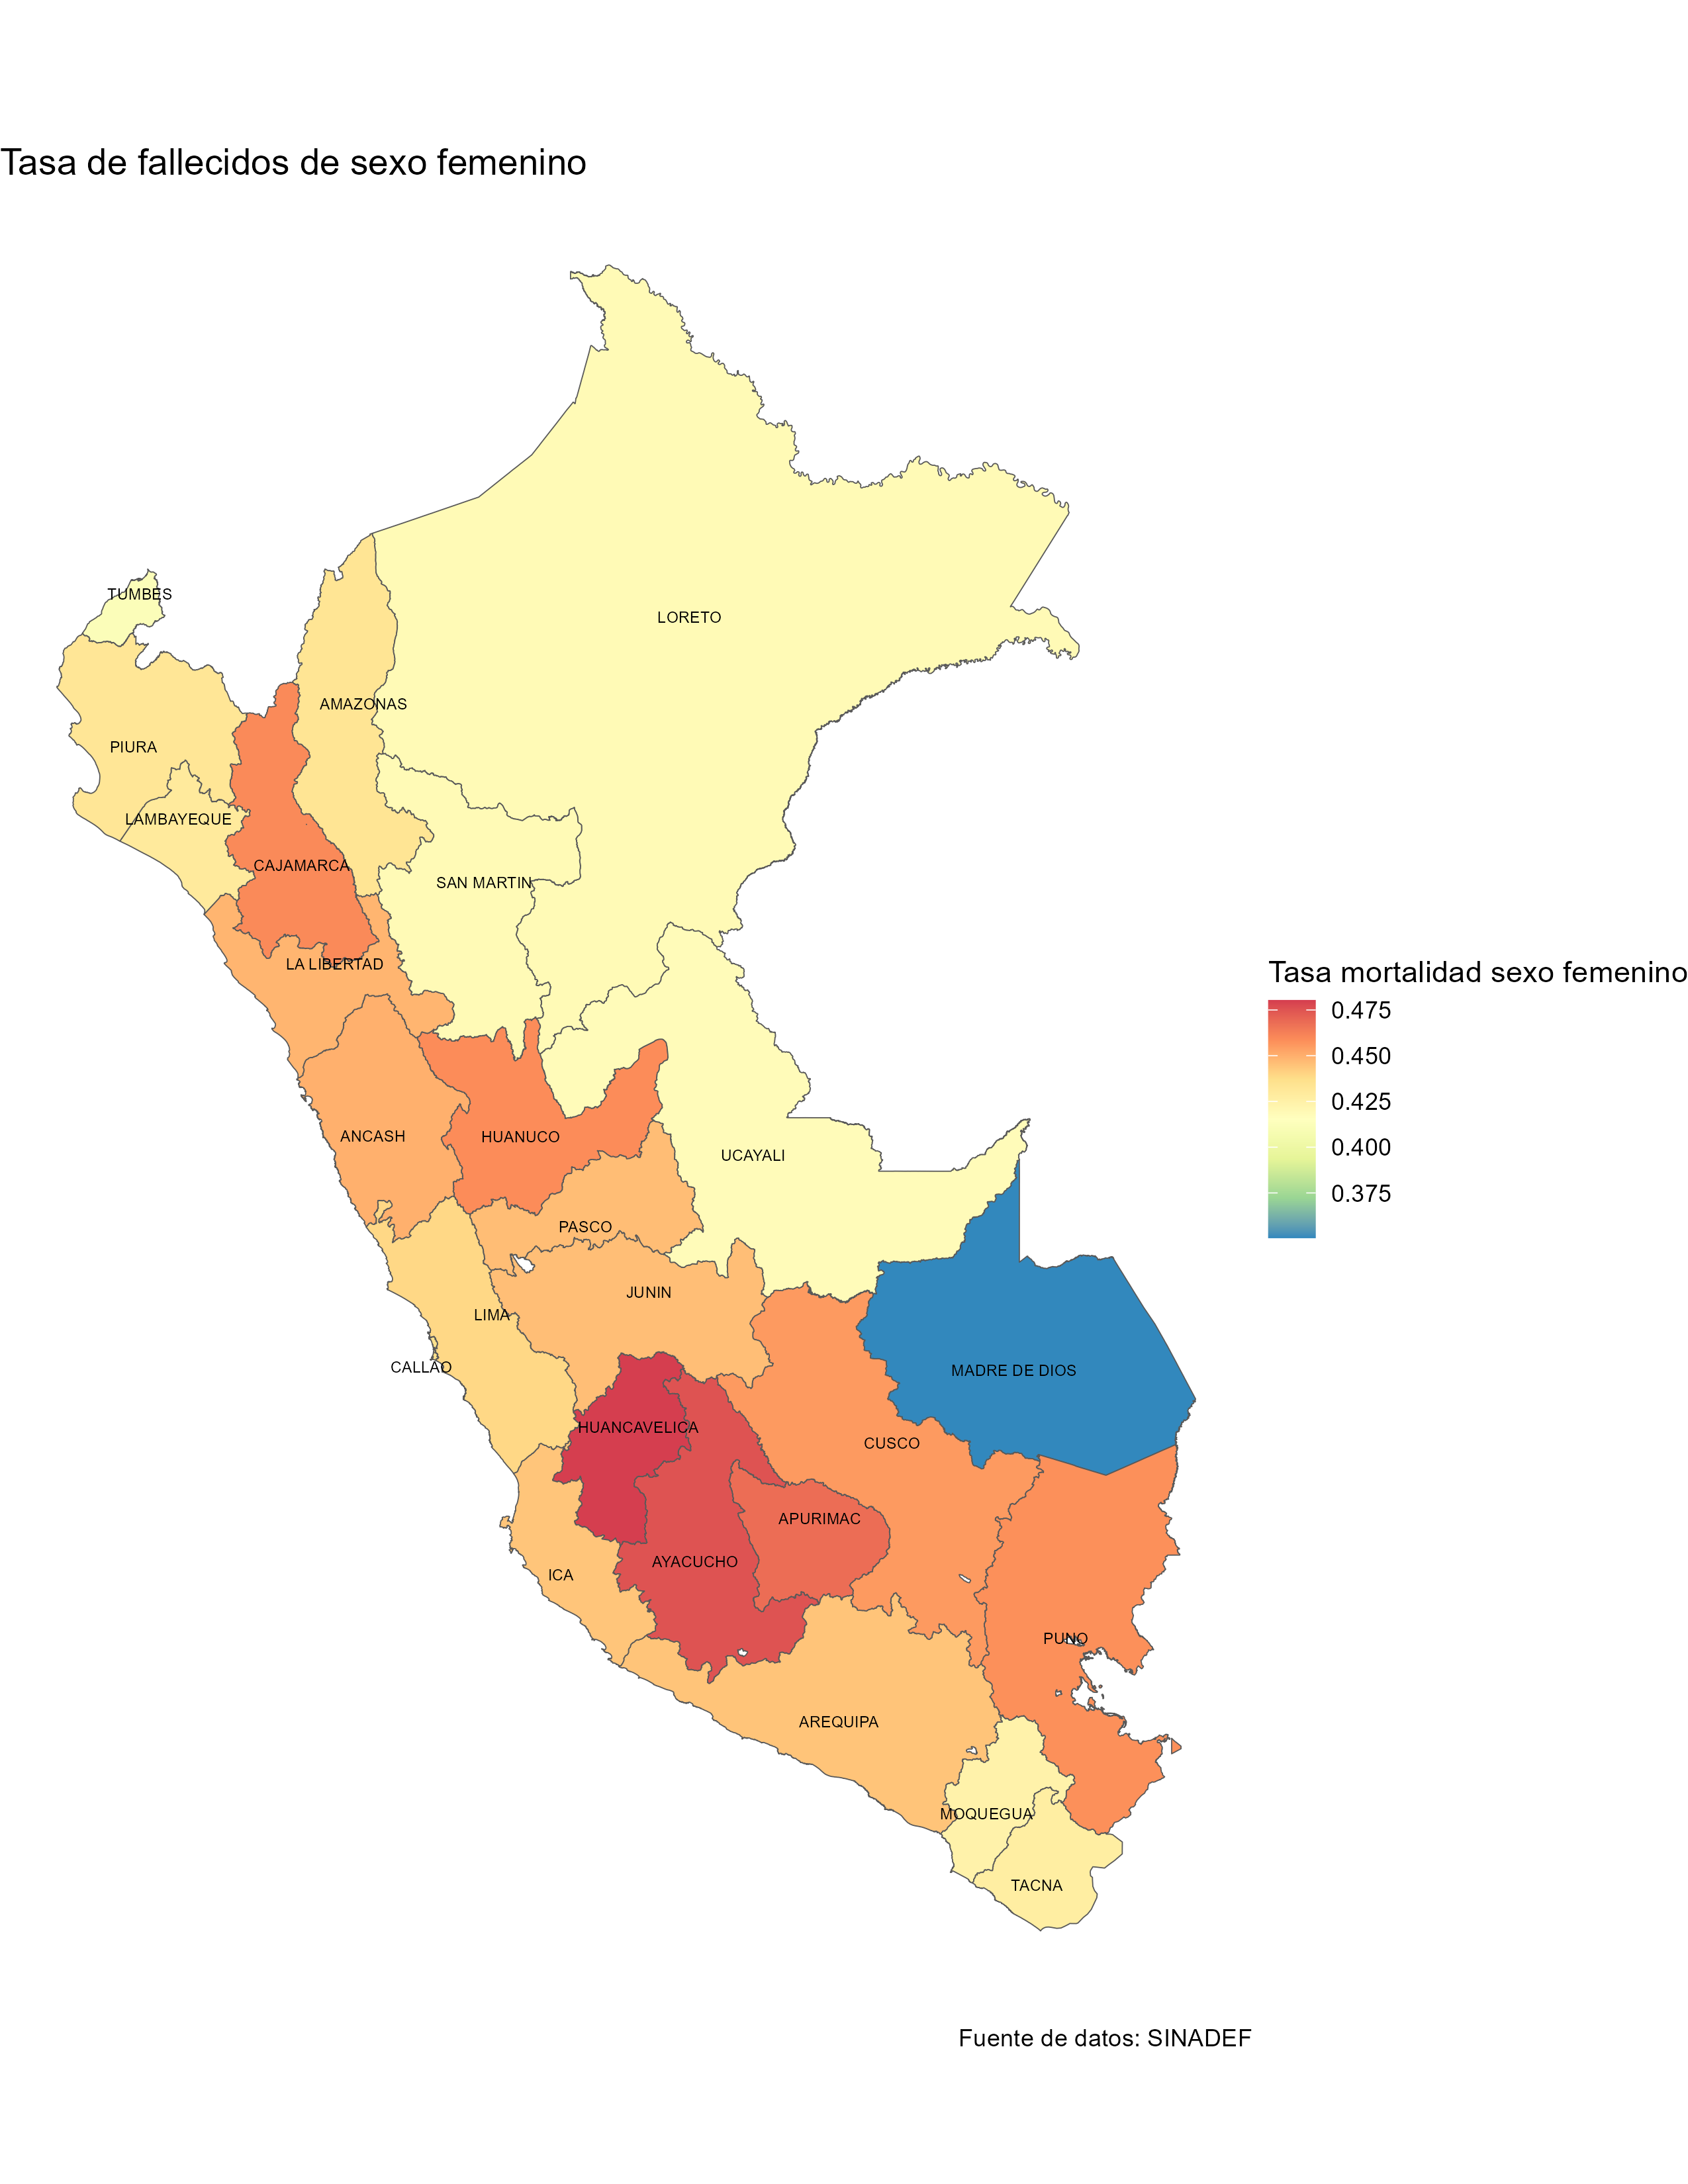 Tasa de fallecidos de sexo femenino
TUMBES
LORETO
AMAZONAS
PIURA
LAMBAYEQUE
CAJAMARCA
SAN MARTIN
LA LIBERTAD
Tasa mortalidad sexo femenino
0.475
0.450
0.425
0.400
0.375
ANCASH
HUANUCO
UCAYALI
PASCO
JUNIN
LIMA
CALLAO
MADRE DE DIOS
HUANCAVELICA
CUSCO
APURIMAC
AYACUCHO
ICA
PUNO
AREQUIPA
MOQUEGUA
TACNA
Fuente de datos: SINADEF